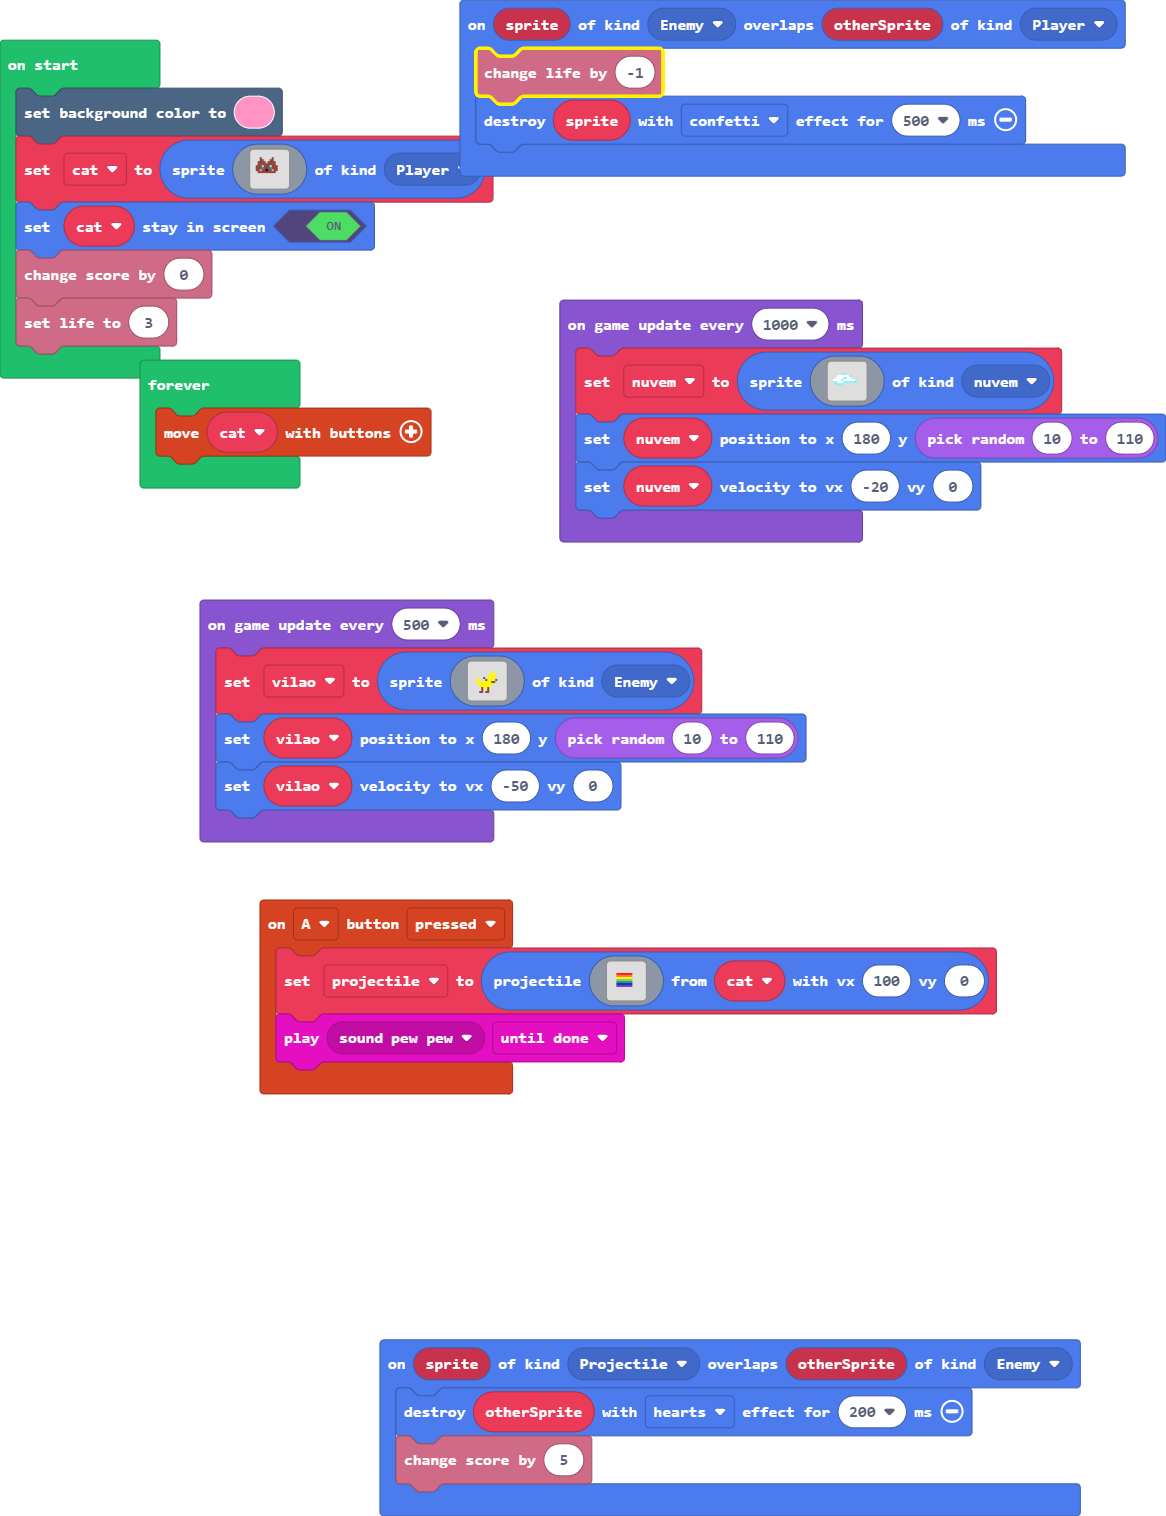 on start
set background color to
set cat to sprite of kind Player
set cat stay in screen ON
change score by 0
set life to 3
on sprite of kind Enemy overlaps otherSprite of kind Player
change life by -1
destroy sprite with confetti effect for 500 ms
forever
move cat with buttons
on game update every 1000 ms
set nuvem to sprite of kind nuvem
set nuvem position to x 180 y pick random 10 to 110
set nuvem velocity to vx -20 vy 0
on game update every 500 ms
set vilao to sprite of kind Enemy
set vilao position to x 180 y pick random 10 to 110
set vilao velocity to vx -50 vy 0
on A button pressed
set projectile to projectile from cat with vx 100 vy 0
play sound pew pew until done
on sprite of kind Projectile overlaps otherSprite of kind Enemy
destroy otherSprite with hearts effect for 200 ms
change score by 5